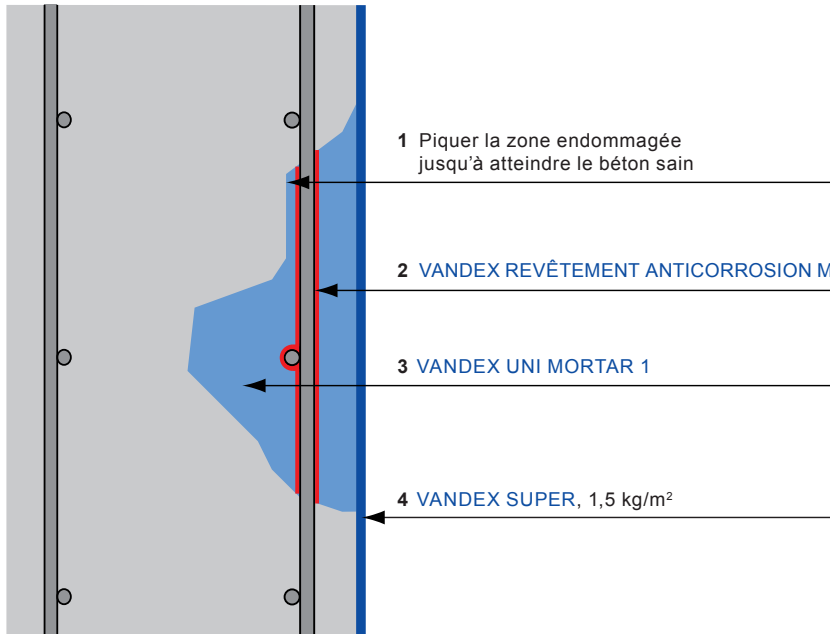 1 Piquer la zone endommagée
jusqu'à atteindre le béton sain
2 VANDEX REVÊTEMENT ANTICORROSION M
3 VANDEX UNI MORTAR 1
4 VANDEX SUPER, 1,5 kg/m²